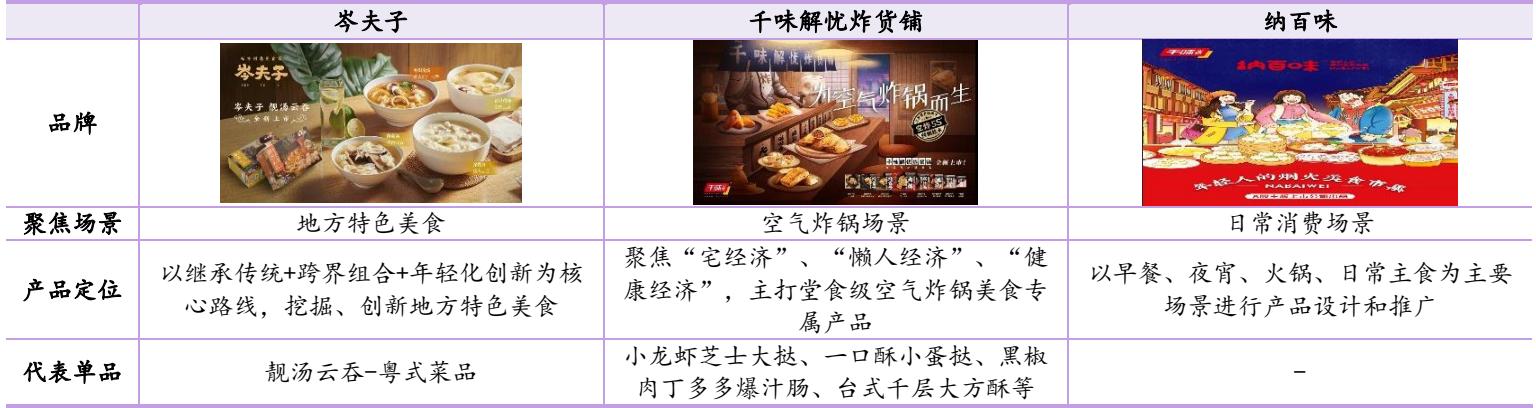 岑夫子
千味解忧炸货铺
纳百味
品牌
岑夫子
岑夫子 靓汤云吞
全新上市
千味解忧炸货铺
为空气炸锅而生
全新上市!
千味
千味
纳百味
年轻人的烟火美食市集
NABAIWEI
聚焦场景
地方特色美食
空气炸锅场景
日常消费场景
产品定位
以继承传统+跨界组合+年轻化创新为核
心路线，挖掘、创新地方特色美食
聚焦“宅经济”、“懒人经济”、“健
康经济”，主打堂食级空气炸锅美食专
属产品
以早餐、夜宵、火锅、日常主食为主要
场景进行产品设计和推广
代表单品
靓汤云吞-粤式菜品
小龙虾芝士大挞、一口酥小蛋挞、黑椒
肉丁多多爆汁肠、台式千层大方酥等
-